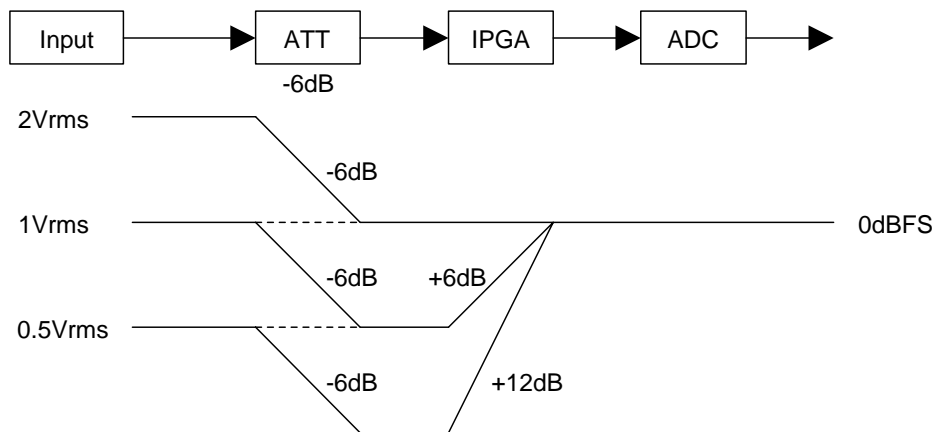 Input ATT IPGA ADC
-6dB
2Vrms
-6dB
1Vrms 0dBFS
-6dB +6dB
0.5Vrms
-6dB +12dB